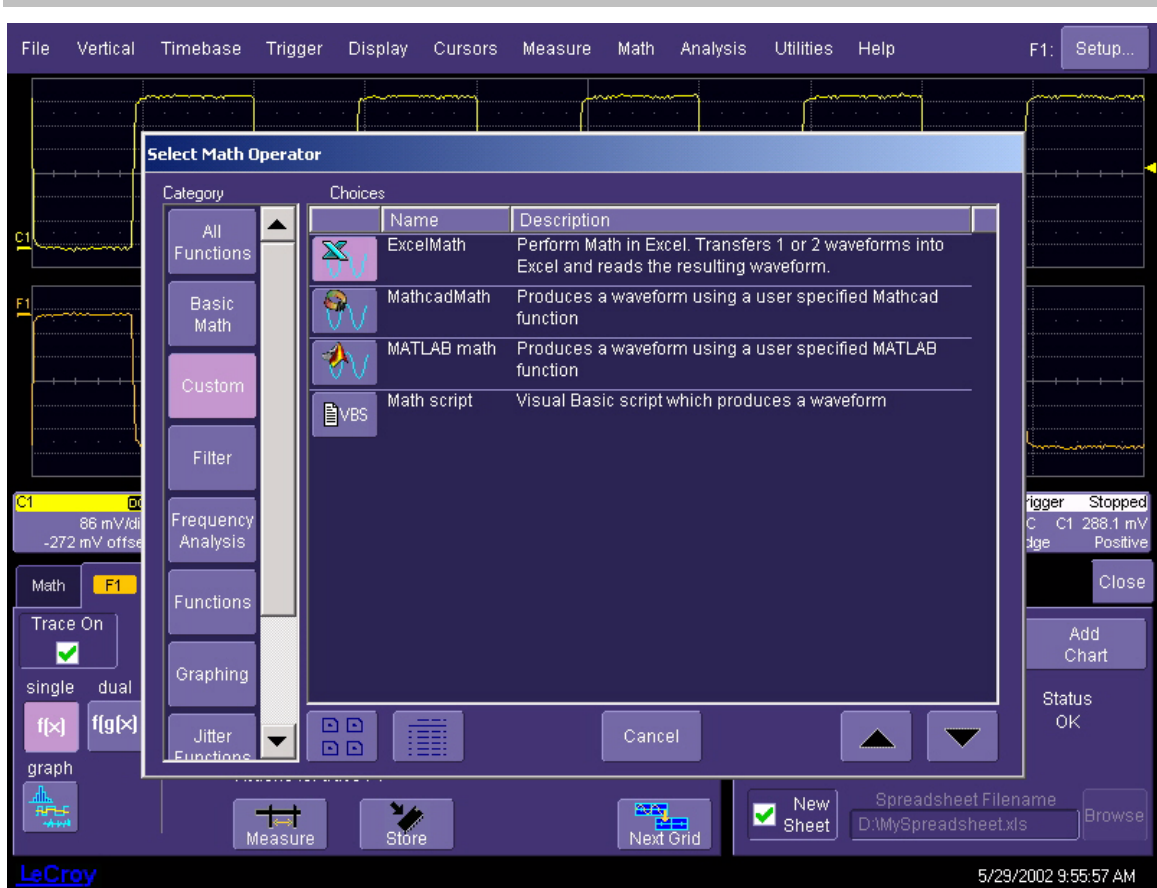 File Vertical Timebase Trigger Display Cursors Measure Math Analysis Utilities Help F1: Setup...
Select Math Operator
Category Choices
Name Description
All
Functions
Basic
Math
Custom
Filter
Frequency
Analysis
Functions
Graphing
Jitter
Functions
ExcelMath Perform Math in Excel. Transfers 1 or 2 waveforms into
Excel and reads the resulting waveform.
MathcadMath Produces a waveform using a user specified Mathcad
function
MATLAB math Produces a waveform using a user specified MATLAB
function
VBS Math script Visual Basic script which produces a waveform
Cancel
C1
F1
C1
86 mV/di
-272 mV offse
rigger Stopped
C C1 288.1 mV
dge Positive
Math F1 Close
Trace On
single dual
f(x) f(g(x)
graph
Add
Chart
Status
OK
Measure Store Next Grid
New
Sheet
Spreadsheet Filename
D:\MySpreadsheet.xls Browse
LeCroy 5/29/2002 9:55:57 AM